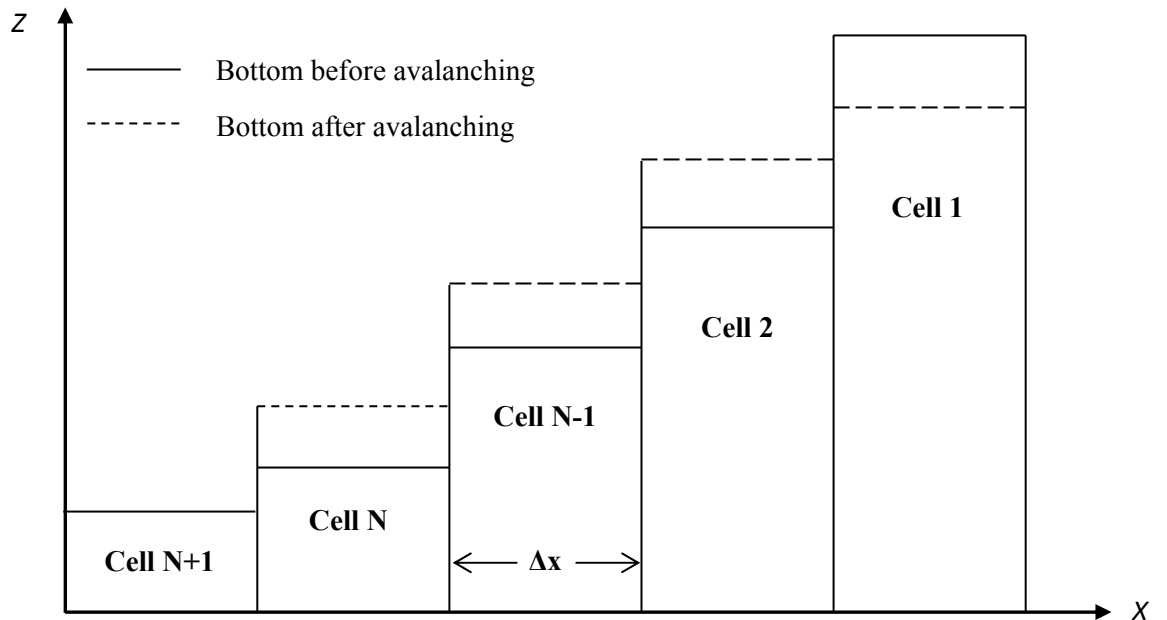 Z
Bottom before avalanching
Bottom after avalanching
Cell 1
Cell 2
Cell N-1
Cell N
Cell N+1
Δx
X